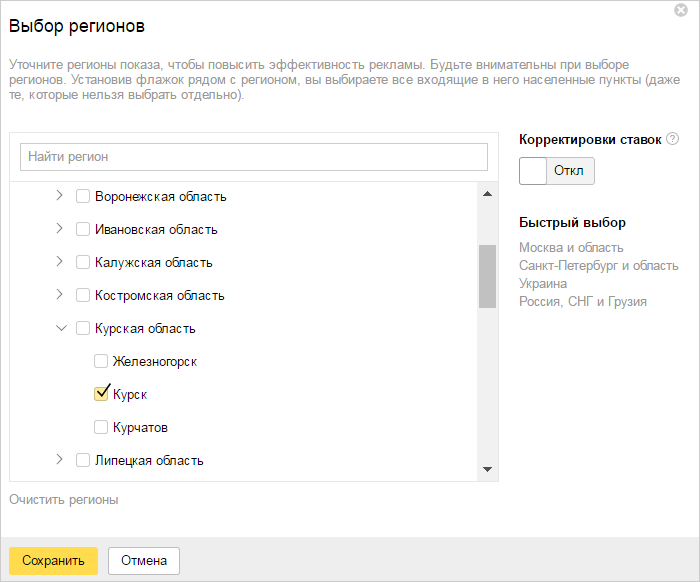 Выбор регионов
Уточните регионы показа, чтобы повысить эффективность рекламы. Будьте внимательны при выборе
регионов. Установив флажок рядом с регионом, вы выбираете все входящие в него населенные пункты (даже
те, которые нельзя выбрать отдельно).
Найти регион
Воронежская область
Ивановская область
Калужская область
Костромская область
Курская область
Железногорск
Курск
Курчатов
Липецкая область
Очистить регионы
Корректировки ставок ?
Откл
Быстрый выбор
Москва и область
Санкт-Петербург и область
Украина
Россия, СНГ и Грузия
Сохранить
Отмена